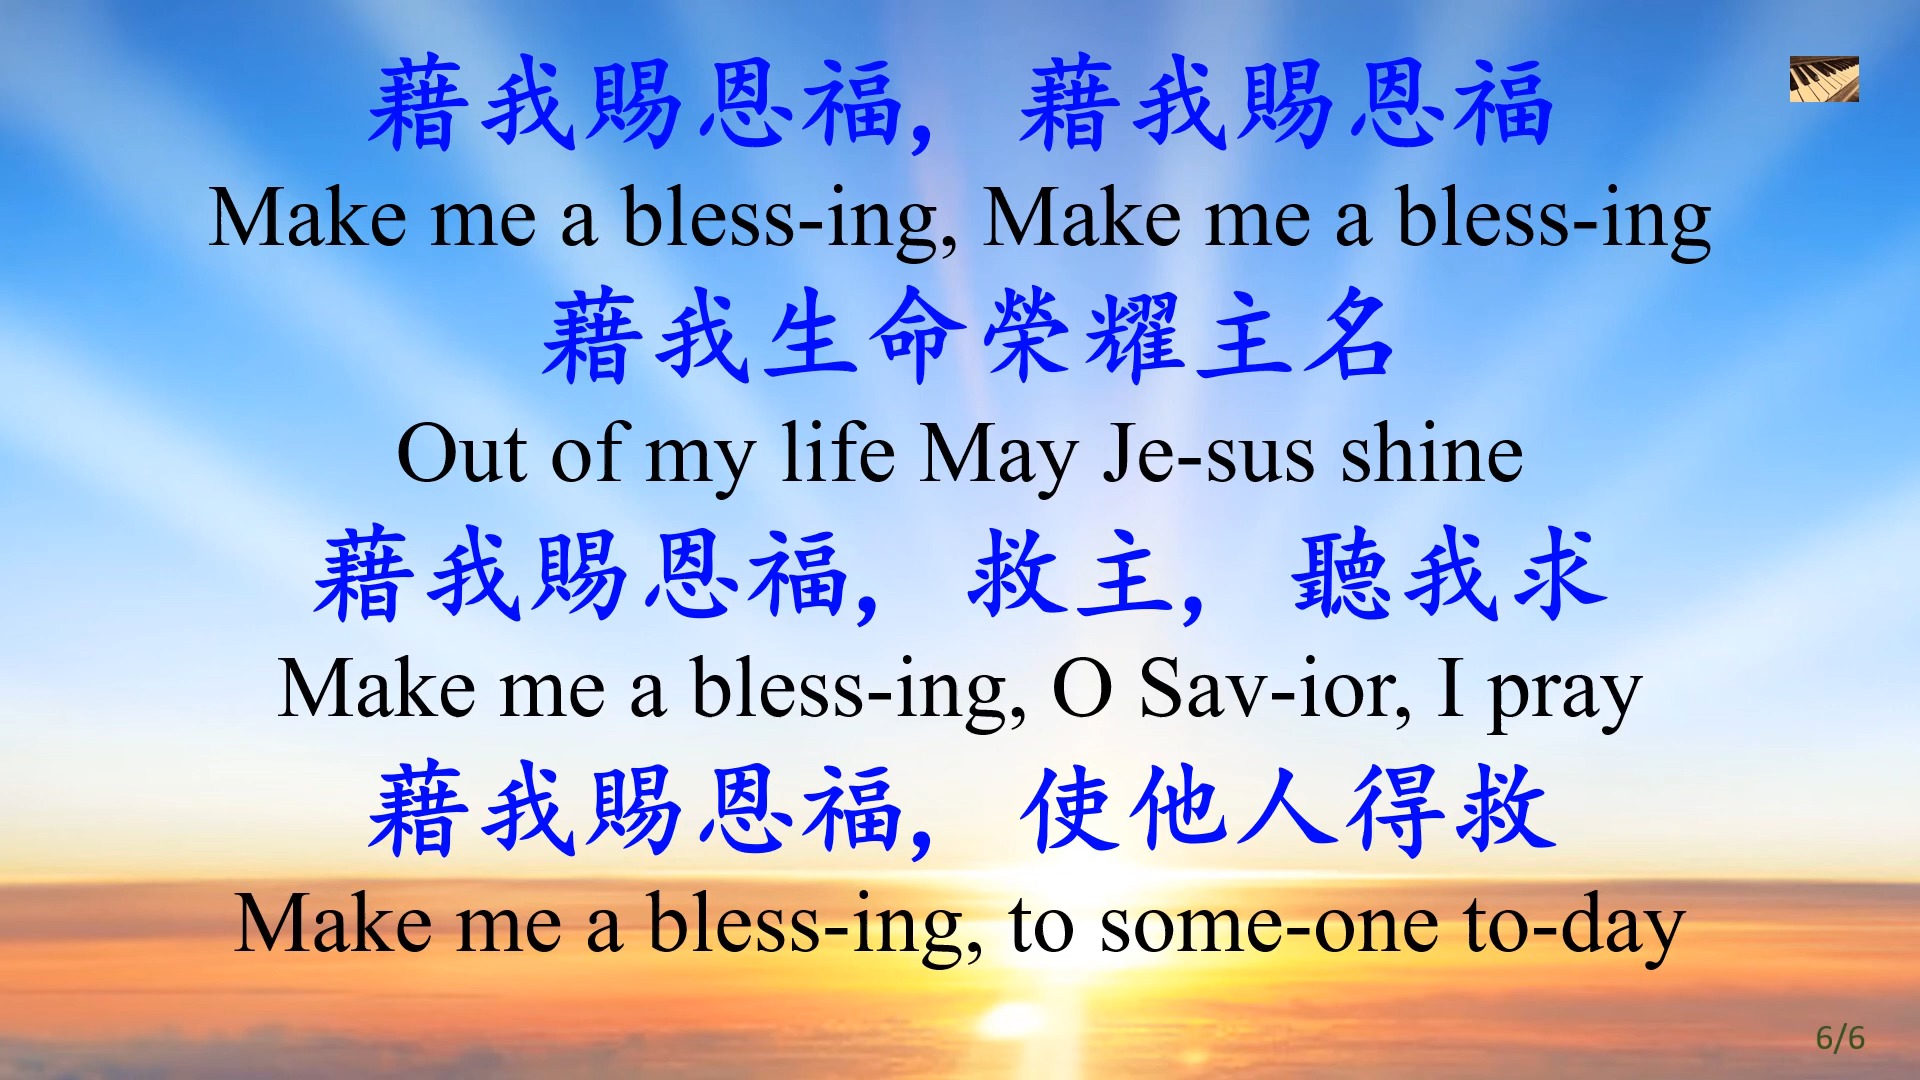 藉我賜恩福, 藉我賜恩福
Make me a bless-ing, Make me a bless-ing
藉我生命榮耀主名
Out of my life May Je-sus shine
藉我賜恩福, 救主, 聽我求
Make me a bless-ing, O Sav-ior, I pray
藉我賜恩福, 使他人得救
Make me a bless-ing, to some-one to-day
6/6